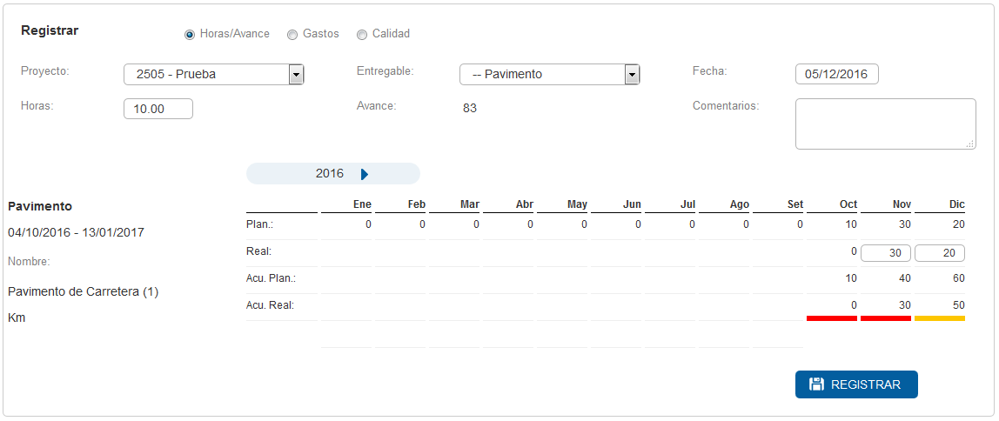 Registrar Horas/Avance Gastos Calidad
Proyecto: 2505 - Prueba Entregable: -- Pavimento Fecha: 05/12/2016
Horas: 10.00 Avance: 83 Comentarios:
2016
Pavimento
04/10/2016 - 13/01/2017
Nombre:
Pavimento de Carretera (1)
Km
Ene Feb Mar Abr May Jun Jul Ago Set Oct Nov Dic
Plan.: 0 0 0 0 0 0 0 0 0 10 30 20
Real: 0 30 20
Acu. Plan.: 10 40 60
Acu. Real: 0 30 50
REGISTRAR